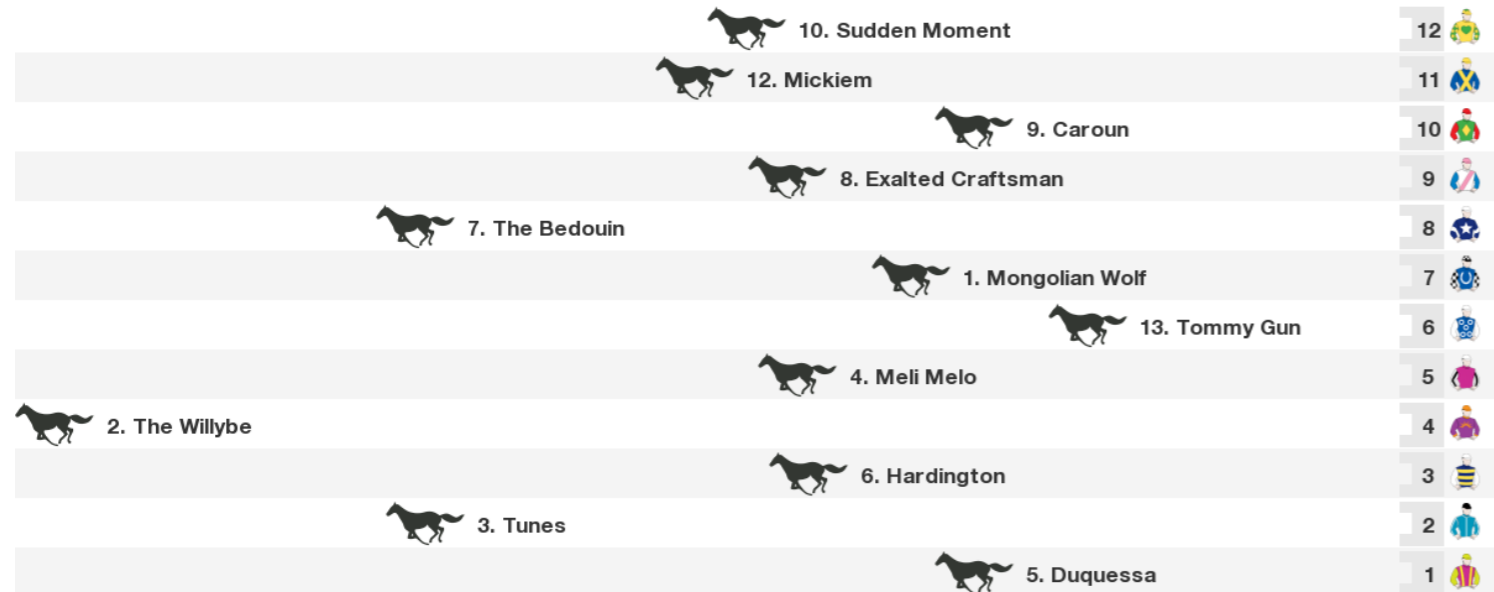 10. Sudden Moment 12
12. Mickiem 11
9. Caroun 10
8. Exalted Craftsman 9
7. The Bedouin 8
1. Mongolian Wolf 7
13. Tommy Gun 6
4. Meli Melo 5
2. The Willybe 4
6. Hardington 3
3. Tunes 2
5. Duquessa 1